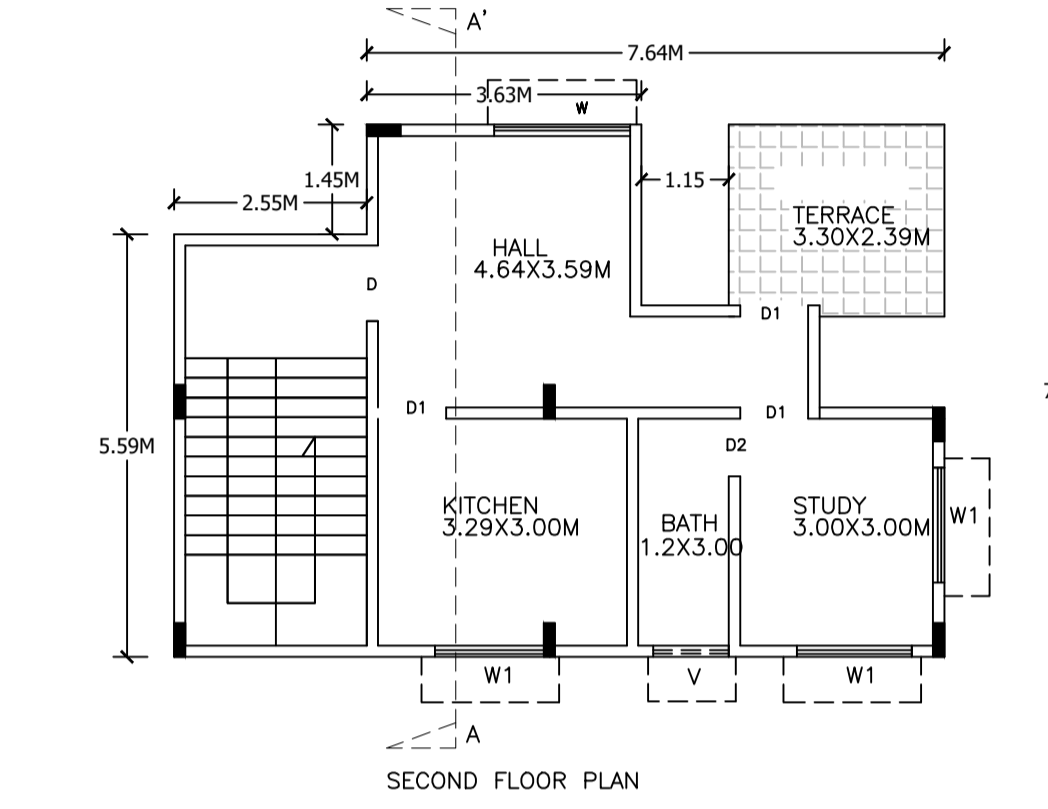 A'
7.64M
3.63M
W
1.45M
1.15
2.55M
TERRACE
3.30X2.39M
HALL
4.64X3.59M
D
D1
D1
D1
D2
5.59M
KITCHEN
3.29X3.00M
BATH
1.2X3.00
STUDY
3.00X3.00M
W1
W1
V
W1
A
SECOND FLOOR PLAN